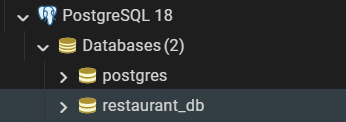 PostgreSQL 18
Databases (2)
postgres
restaurant_db